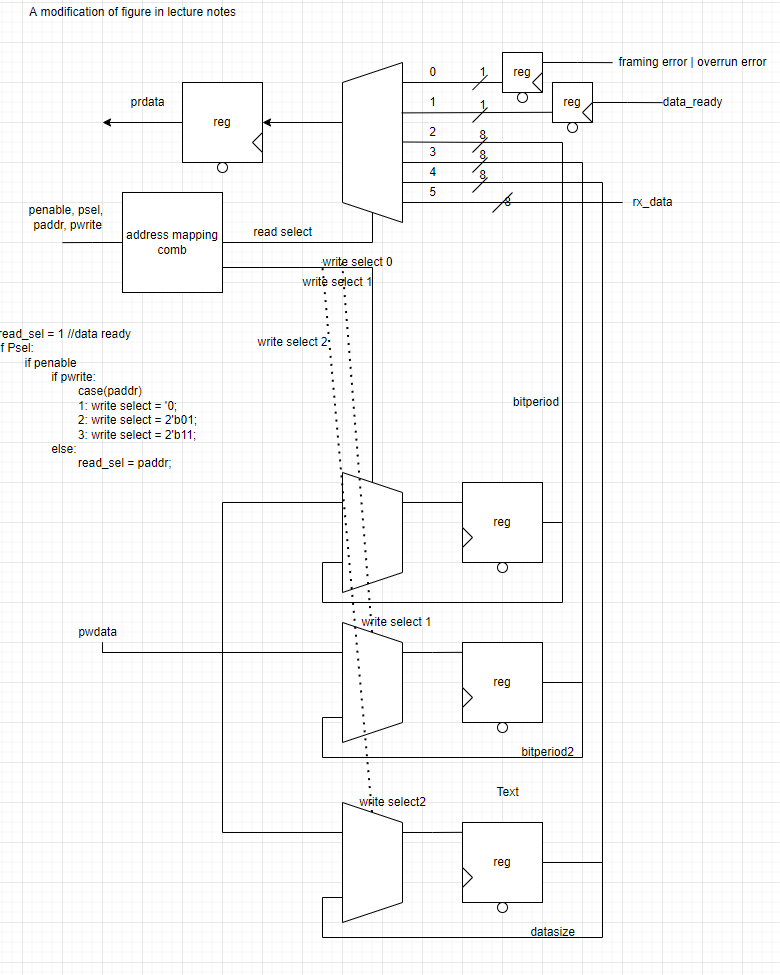 A modification of figure in lecture notes
0
1
reg
framing error | overrun error
prdata
reg
1
1
reg
data_ready
2
8
3
8
4
8
5
8
rx_data
penable, psel,
paddr, pwrite
address mapping
comb
read select
write select 0
write select 1
write select 2
read_sel = 1 //data ready
f Psel:
if penable
if pwrite:
case(paddr)
1: write select = '0;
2: write select = 2'b01;
3: write select = 2'b11;
else:
read_sel = paddr;
bitperiod
reg
write select 1
pwdata
reg
bitperiod2
Text
write select2
reg
datasize